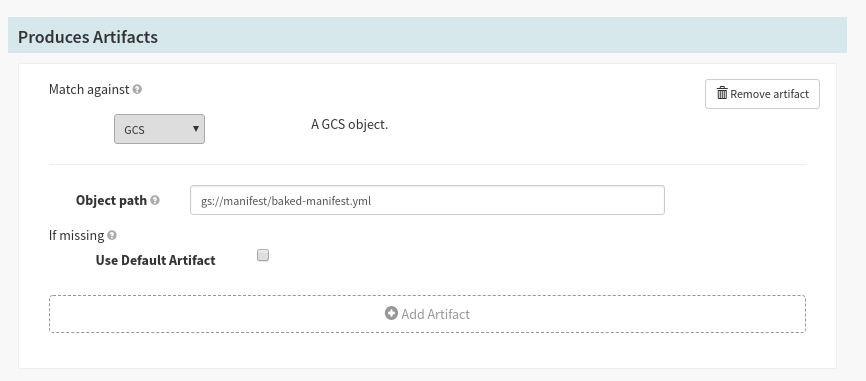 Produces Artifacts
Match against
Remove artifact
GCS
A GCS object.
Object path
gs://manifest/baked-manifest.yml
If missing
Use Default Artifact
Add Artifact